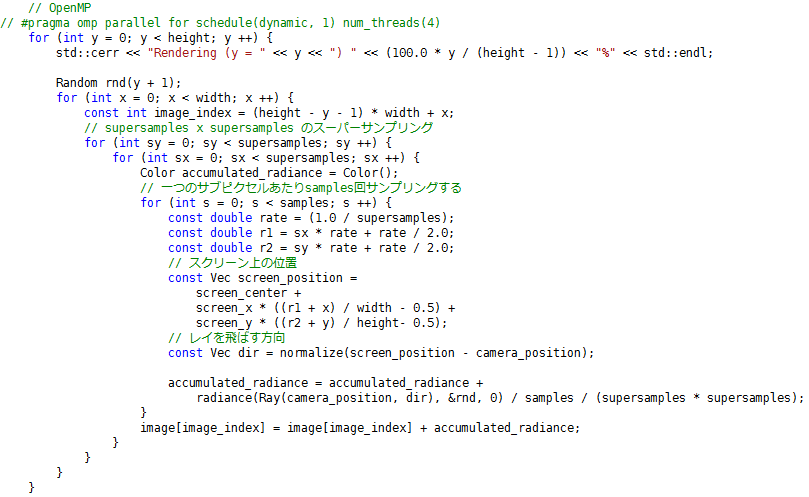 // OpenMP
// #pragma omp parallel for schedule(dynamic, 1) num_threads(4)
for (int y = 0; y < height; y ++) {
std::cerr << "Rendering (y = " << y << ") " << (100.0 * y / (height - 1)) << "%" << std::endl;
Random rnd(y + 1);
for (int x = 0; x < width; x ++) {
const int image_index = (height - y - 1) * width + x;
// supersamples x supersamples のスーパーサンプリング
for (int sy = 0; sy < supersamples; sy ++) {
for (int sx = 0; sx < supersamples; sx ++) {
Color accumulated_radiance = Color();
// 一つのサブピクセルあたりsamples回サンプリングする
for (int s = 0; s < samples; s ++) {
const double rate = (1.0 / supersamples);
const double r1 = sx * rate + rate / 2.0;
const double r2 = sy * rate + rate / 2.0;
// スクリーン上の位置
const Vec screen_position =
screen_center +
screen_x * ((r1 + x) / width - 0.5) +
screen_y * ((r2 + y) / height- 0.5);
// レイを飛ばす方向
const Vec dir = normalize(screen_position - camera_position);
accumulated_radiance = accumulated_radiance +
radiance(Ray(camera_position, dir), &rnd, 0) / samples / (supersamples * supersamples);
}
image[image_index] = image[image_index] + accumulated_radiance;
}
}
}
}